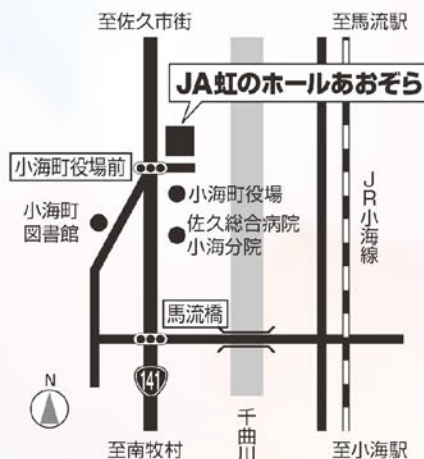 至佐久市街
至馬流駅
JA虹のホールあおぞら
小海町役場前
小海町役場
小海町
図書館
佐久総合病院
小海分院
JR小海線
馬流橋
141
N
千曲川
至南牧村
至小海駅